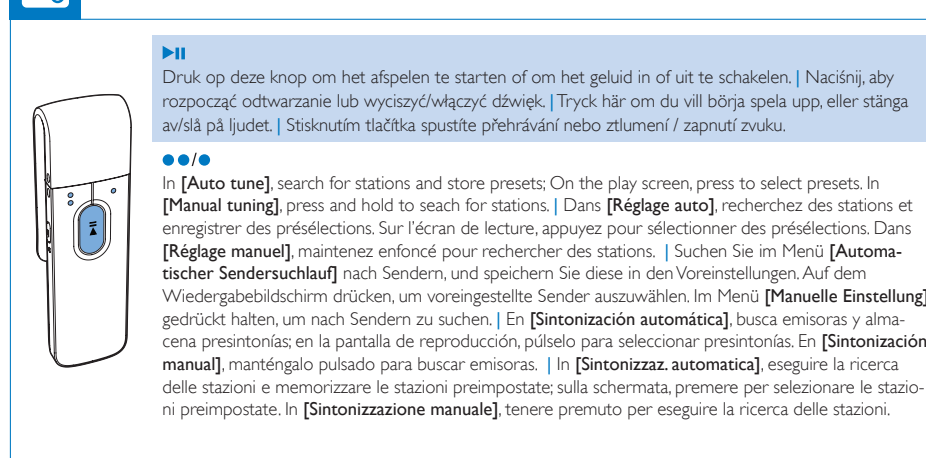 ▶II
Druk op deze knop om het afspelen te starten of om het geluid in of uit te schakelen. | Naciśnij, aby
rozpocząć odtwarzanie lub wyciszyć/włączyć dźwięk. | Tryck här om du vill börja spela upp, eller stänga
av/slå på ljudet. | Stisknutím tlačítka spustíte přehrávání nebo ztlumení / zapnutí zvuku.
●●/●
In [Auto tune], search for stations and store presets; On the play screen, press to select presets. In
[Manual tuning], press and hold to seach for stations. | Dans [Réglage auto], recherchez des stations et
enregistrer des présélections. Sur l'écran de lecture, appuyez pour sélectionner des présélections. Dans
[Réglage manuel], maintenez enfoncé pour rechercher des stations. | Suchen Sie im Menü [Automa-
tischer Sendersuchlauf] nach Sendern, und speichern Sie diese in den Voreinstellungen. Auf dem
Wiedergabebildschirm drücken, um voreingestellte Sender auszuwählen. Im Menü [Manuelle Einstellung]
gedrückt halten, um nach Sendern zu suchen. | En [Sintonización automática], busca emisoras y alma-
cena presintonías; en la pantalla de reproducción, púlselo para seleccionar presintonías. En [Sintonización
manual], manténgalo pulsado para buscar emisoras. | In [Sintonizzaz. automatica], eseguire la ricerca
delle stazioni e memorizzare le stazioni preimpostate; sulla schermata, premere per selezionare le stazio-
ni preimpostate. In [Sintonizzazione manuale], tenere premuto per eseguire la ricerca delle stazioni.